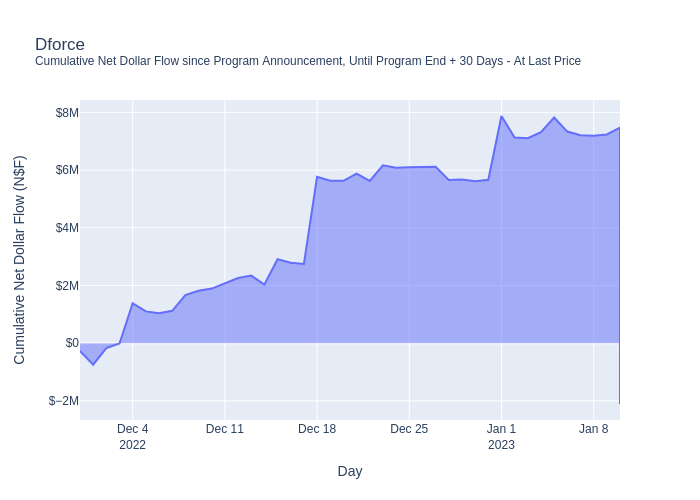 Dforce
Cumulative Net Dollar Flow since Program Announcement, Until Program End + 30 Days - At Last Price
Cumulative Net Dollar Flow (N$F)
$8M
$6M
$4M
$2M
$0
$−2M
Dec 4
2022
Dec 11
Dec 18
Dec 25
Jan 1
2023
Jan 8
Day